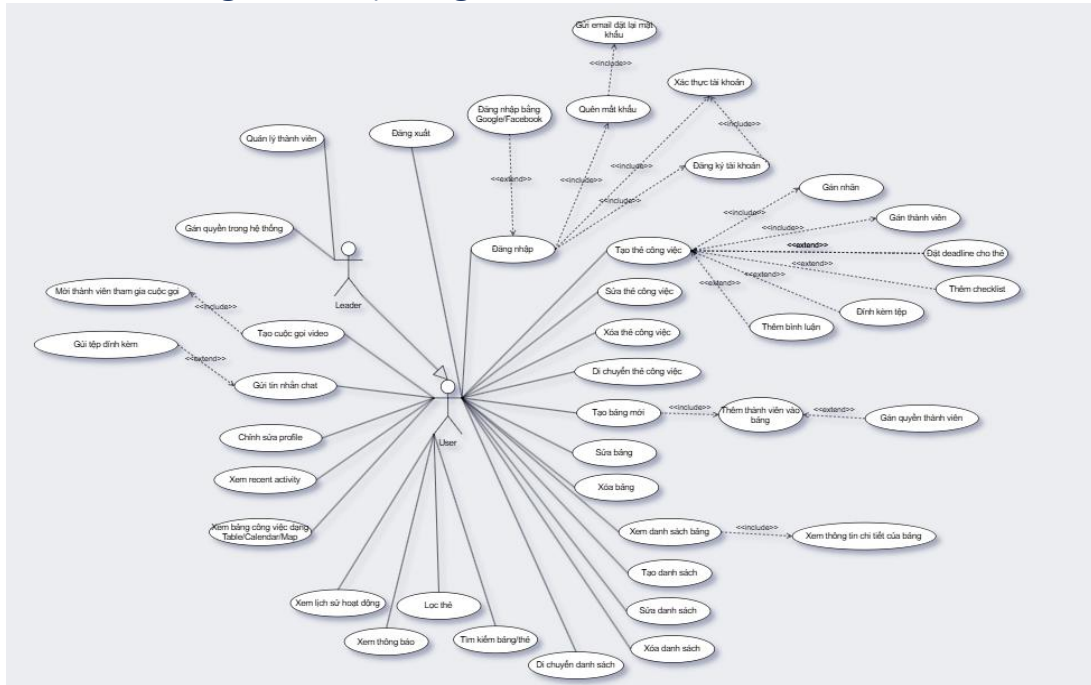 Gửi email đặt lại mật
khẩu
<<include>>
Xác thực tài khoản
Đăng nhập bằng
Google/Facebook
Quên mất khẩu
Đăng xuất
Quản lý thành viên
<<include>>
<<include>>
Đăng ký tài khoản
<<extend>>
<<include>>
<<include>>
Gán nhãn
<<include>>
Gán thành viên
<<include>>
Gán quyền trong hệ thống
Đăng nhập
Tạo thẻ công việc
<<extend>>
Đặt deadline cho thẻ
<<extend>>
<<extend>>
<<extend>>
Thêm checklist
Mời thành viên tham gia cuộc gọi
Leader
Sửa thẻ công việc
<<include>>
Đính kèm tệp
Tạo cuộc gọi video
Xóa thẻ công việc
Thêm bình luận
Gửi tệp đính kèm
<<extend>>
Di chuyển thẻ công việc
Gửi tin nhắn chat
Tạo bảng mới
<<include>>
Thêm thành viên vào
bảng
<<extend>>
Gán quyền thành viên
Chỉnh sửa profile
User
Sửa bảng
Xem recent activity
Xóa bảng
Xem bảng công việc dạng
Table/Calendar/Map
Xem danh sách bảng
<<include>>
Xem thông tin chi tiết của bảng
Tạo danh sách
Xem lịch sử hoạt động
Lọc thẻ
Sửa danh sách
Xem thông báo
Tìm kiếm bảng/thẻ
Xóa danh sách
Di chuyển danh sách